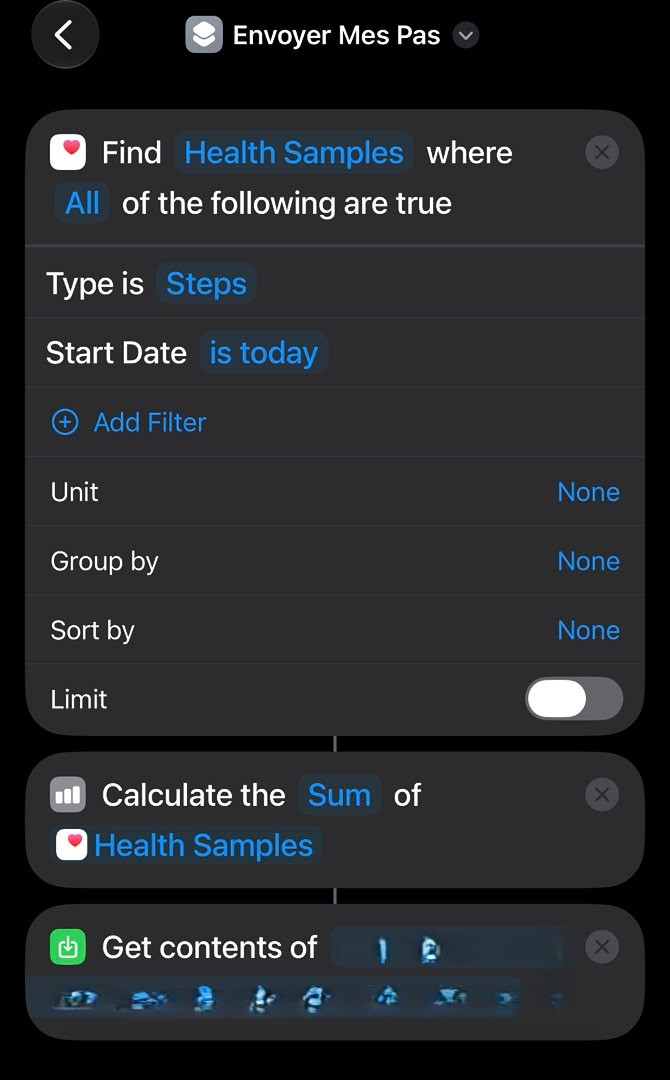 Envoyer Mes Pas
Find Health Samples where
All of the following are true
Type is Steps
Start Date is today
Add Filter
Unit None
Group by None
Sort by None
Limit
Calculate the Sum of
Health Samples
Get contents of